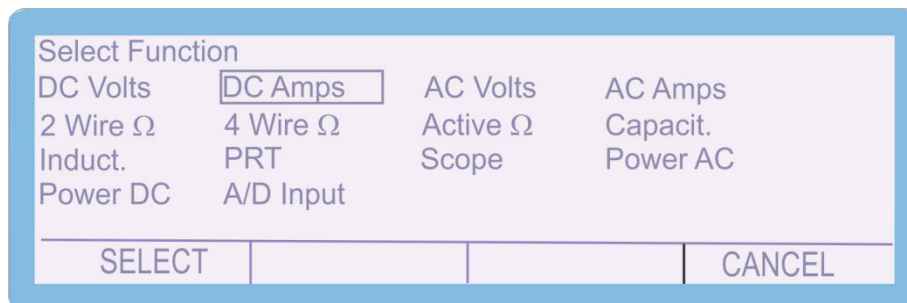 Select Function
DC Volts DC Amps AC Volts AC Amps
2 Wire Ω 4 Wire Ω Active Ω Capacit.
Induct. PRT Scope Power AC
Power DC A/D Input
SELECT CANCEL